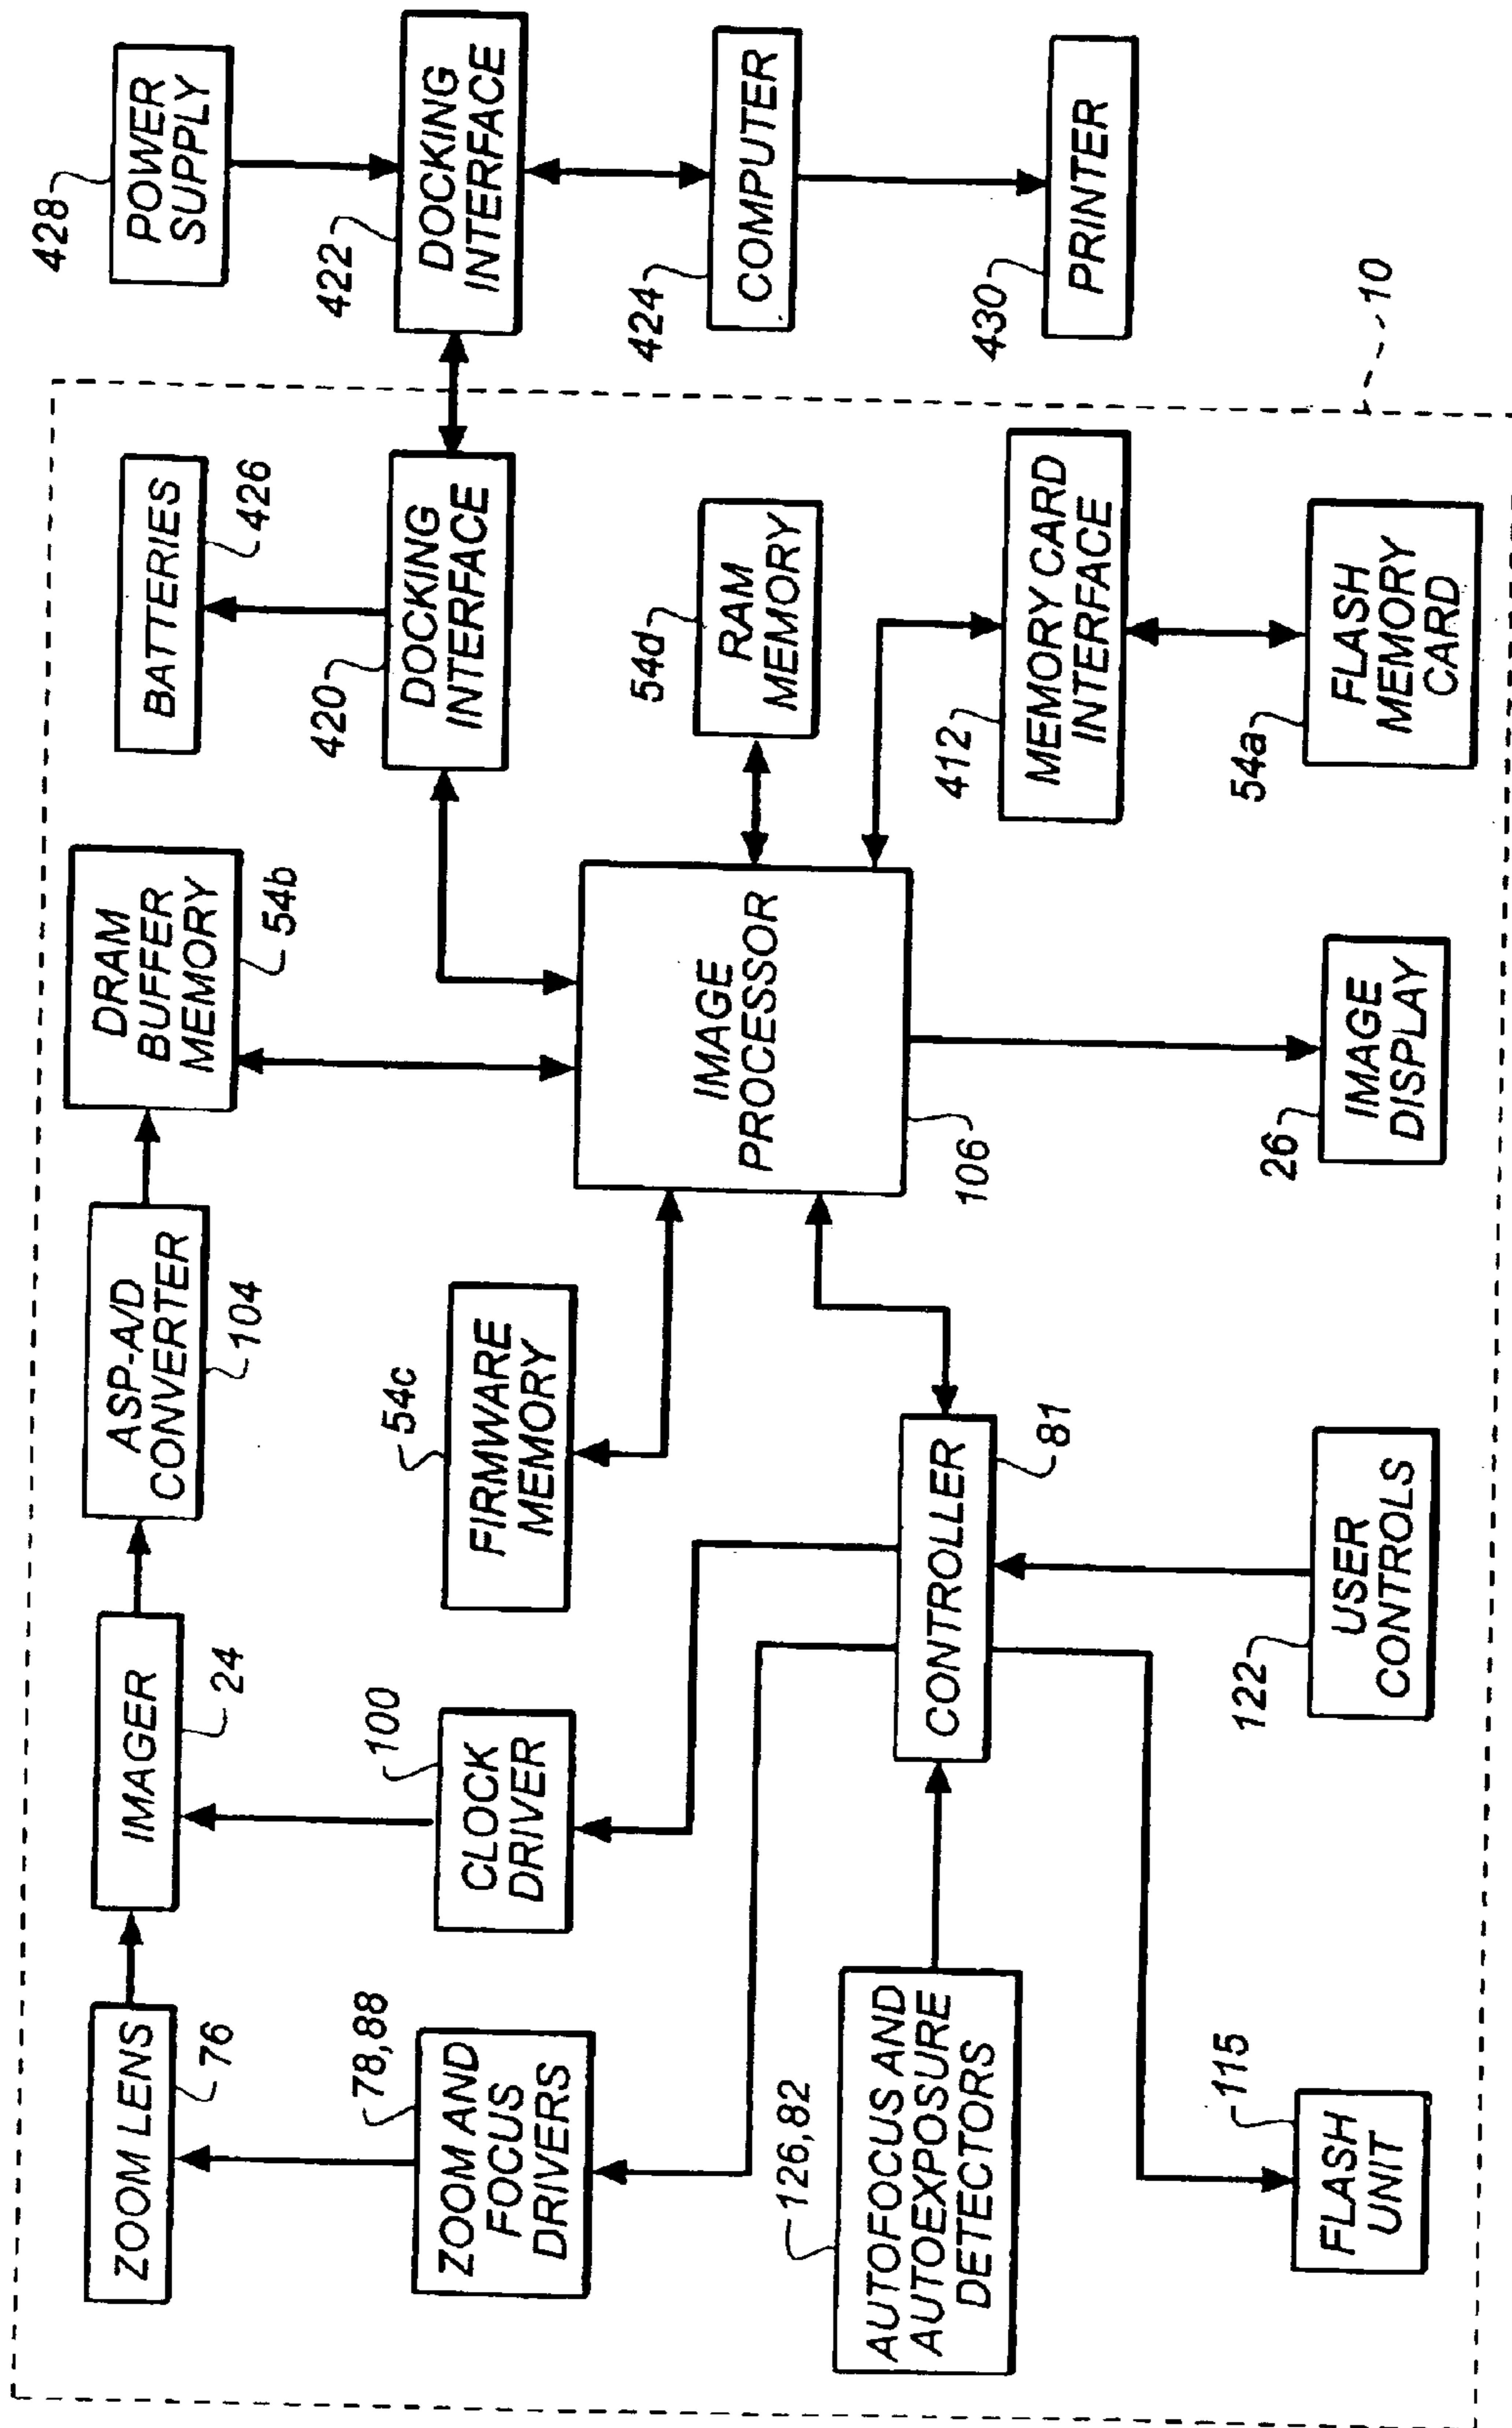 ZOOM LENS
76
IMAGER
24
ASP-A/D
CONVERTER
104
DRAM
BUFFER
MEMORY
54b
BATTERIES
426
428
POWER
SUPPLY
78,88
ZOOM AND
FOCUS
DRIVERS
100
CLOCK
DRIVER
54c
FIRMWARE
MEMORY
420
DOCKING
INTERFACE
422
DOCKING
INTERFACE
IMAGE
PROCESSOR
106
54d
RAM
MEMORY
424
COMPUTER
126,82
AUTOFOCUS AND
AUTOEXPOSURE
DETECTORS
CONTROLLER
81
412
MEMORY CARD
INTERFACE
430
PRINTER
115
FLASH
UNIT
122
USER
CONTROLS
26
IMAGE
DISPLAY
54a
FLASH
MEMORY
CARD
10